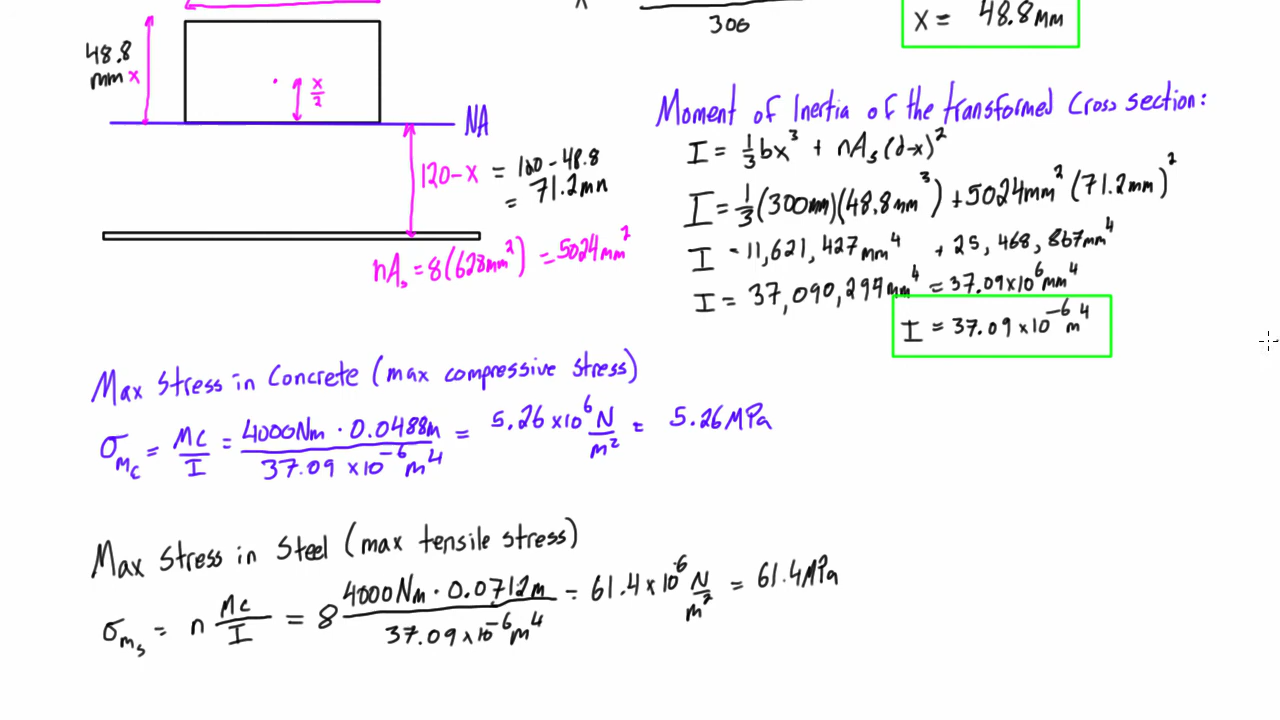 306
x = 48.8mm
48.8
mm x
x/2
NA
120-x = 120-48.8
= 71.2mm
nAₛ = 8(628mm²) = 5024mm²
Moment of Inertia of the transformed Cross section:
I = 1/3 bx³ + nAₛ(d-x)²
I = 1/3 (300mm)(48.8mm³) + 5024mm² (71.2mm)²
I = 11,621,427mm⁴ + 25,468,867mm⁴
I = 37,090,294mm⁴ = 37.09x10⁶mm⁴
I = 37.09x10⁻⁶m⁴
Max Stress in Concrete (max compressive stress)
σ_mc = Mc/I = 4000Nm · 0.0488m / 37.09x10⁻⁶m⁴ = 5.26x10⁶ N/m² = 5.26MPa
Max Stress in Steel (max tensile stress)
σ_ms = n Mc/I = 8 4000Nm · 0.0712m / 37.09x10⁻⁶m⁴ = 61.4x10⁻⁶ N/m² = 61.4MPa